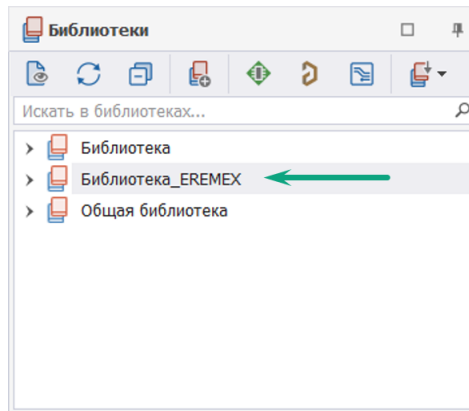 Библиотеки
Искать в библиотеках...
Библиотека
Библиотека_EREMEX
Общая библиотека